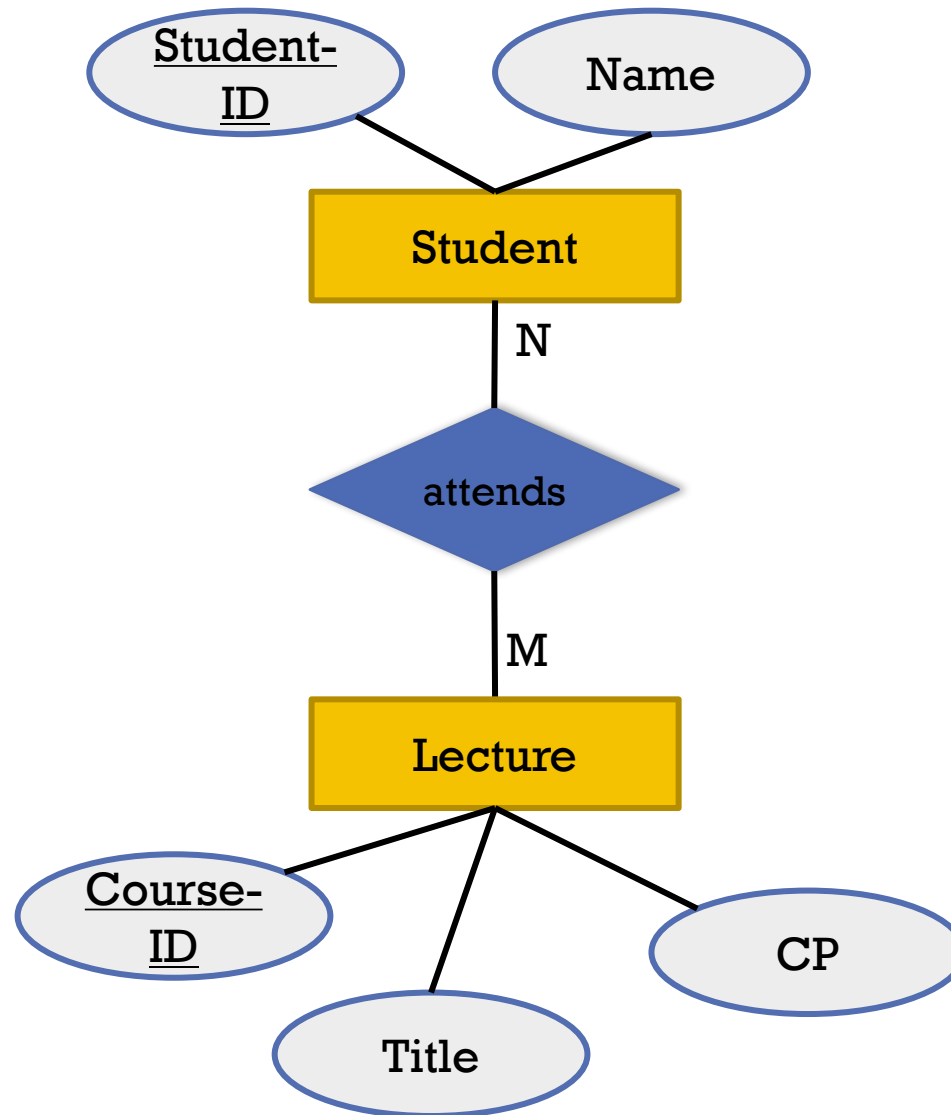 Student-
ID
Name
Student
N
attends
M
Lecture
Course-
ID
CP
Title